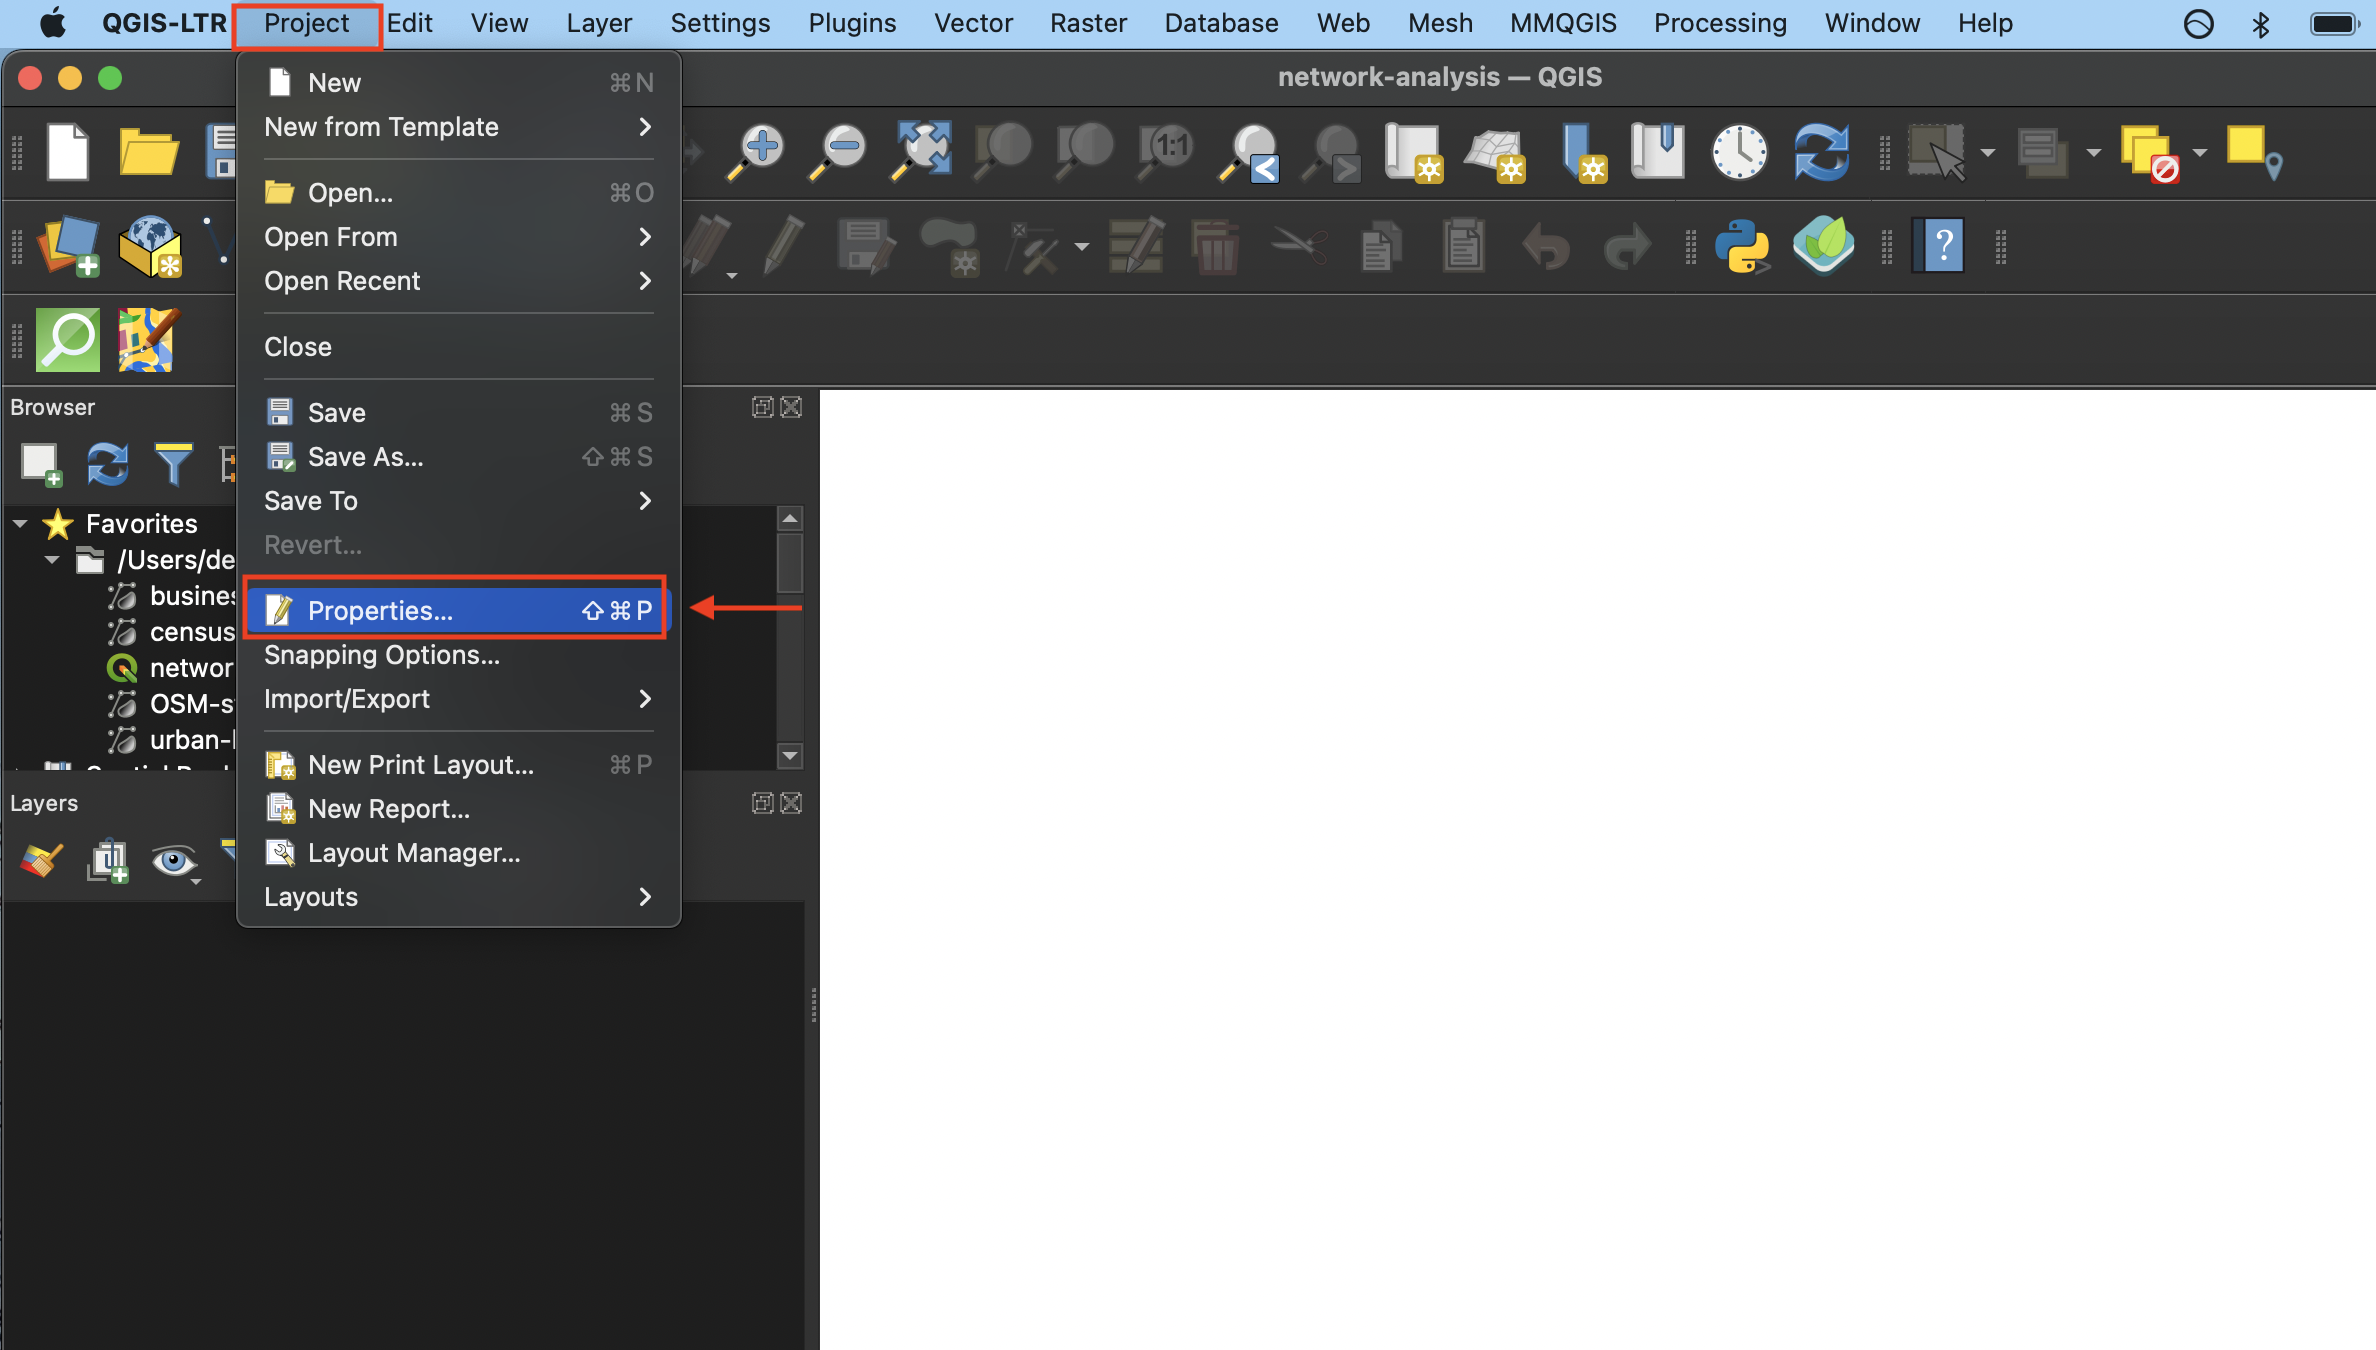 QGIS-LTR Project Edit View Layer Settings Plugins Vector Raster Database Web Mesh MMQGIS Processing Window Help
network-analysis — QGIS
New ⌘N
New from Template
Open... ⌘O
Open From
Open Recent
Close
Save ⌘S
Save As... ⇧⌘S
Save To
Revert...
Properties... ⇧⌘P
Snapping Options...
Import/Export
New Print Layout... ⌘P
New Report...
Layout Manager...
Layouts
1:1
?
Browser
Favorites
/Users/de
busines
census
networ
OSM-s
urban-
Layers